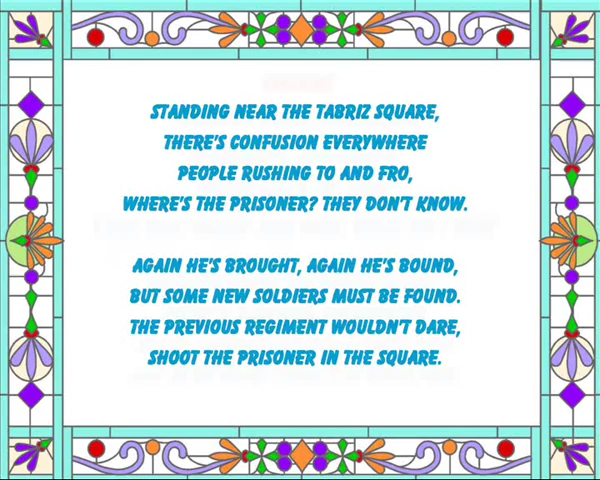 STANDING NEAR THE TABRIZ SQUARE,
THERE'S CONFUSION EVERYWHERE
PEOPLE RUSHING TO AND FRO,
WHERE'S THE PRISONER? THEY DON'T KNOW.
AGAIN HE'S BROUGHT, AGAIN HE'S BOUND,
BUT SOME NEW SOLDIERS MUST BE FOUND.
THE PREVIOUS REGIMENT WOULDN'T DARE,
SHOOT THE PRISONER IN THE SQUARE.